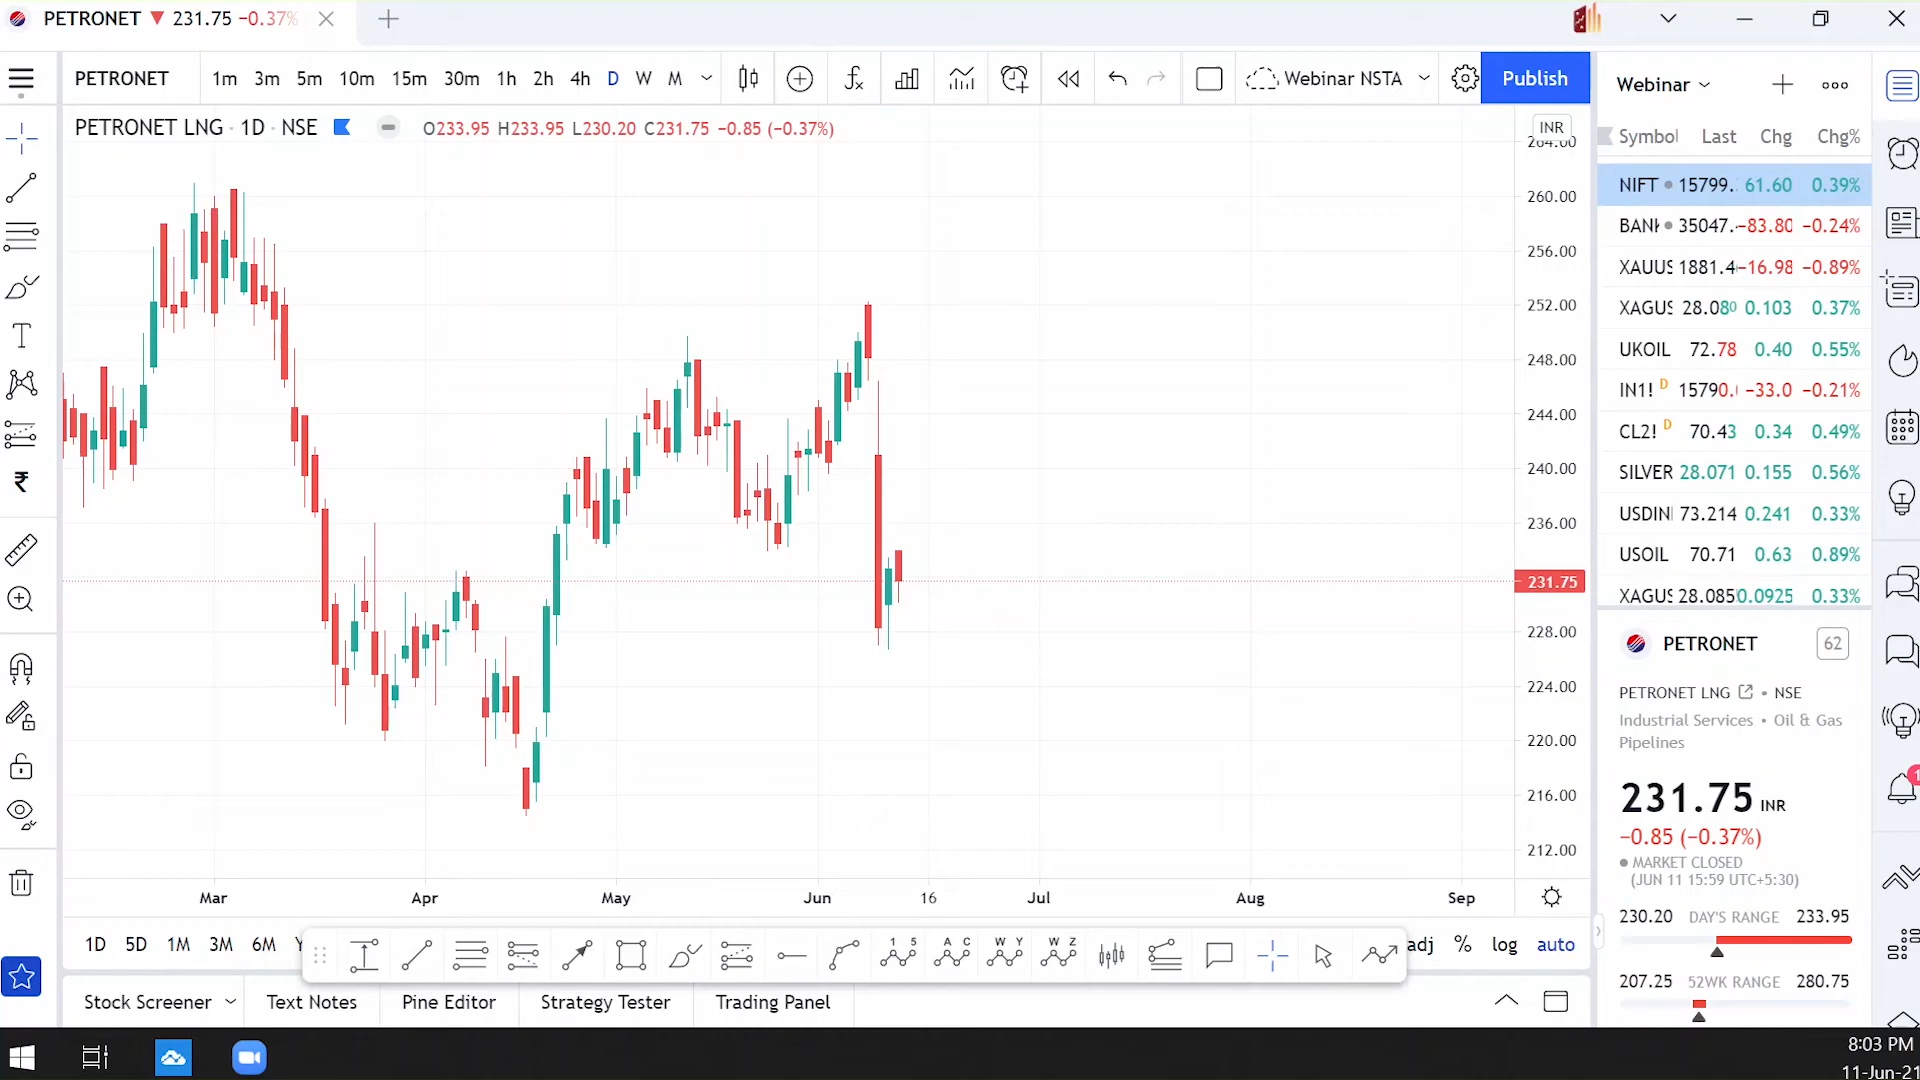 PETRONET ▼ 231.75 −0.37%
PETRONET 1m 3m 5m 10m 15m 30m 1h 2h 4h D W M Webinar NSTA Publish
PETRONET LNG · 1D · NSE O233.95 H233.95 L230.20 C231.75 −0.85 (−0.37%)
INR
264.00
260.00
256.00
252.00
248.00
244.00
240.00
236.00
231.75
228.00
224.00
220.00
216.00
212.00
Mar Apr May Jun 16 Jul Aug Sep
1D 5D 1M 3M 6M Y adj % log auto
1 5 A C W Y W Z
Stock Screener Text Notes Pine Editor Strategy Tester Trading Panel
Webinar
Symbol Last Chg Chg%
NIFT 15799. 61.60 0.39%
BANK 35047. −83.80 −0.24%
XAUUS 1881.4 −16.98 −0.89%
XAGUS 28.080 0.103 0.37%
UKOIL 72.78 0.40 0.55%
IN1! D 15790.0 −33.0 −0.21%
CL2! D 70.43 0.34 0.49%
SILVER 28.071 0.155 0.56%
USDIN 73.214 0.241 0.33%
USOIL 70.71 0.63 0.89%
XAGUS 28.085 0.0925 0.33%
PETRONET 62
PETRONET LNG • NSE
Industrial Services • Oil & Gas
Pipelines
231.75 INR
−0.85 (−0.37%)
MARKET CLOSED
(JUN 11 15:59 UTC+5:30)
230.20 DAY'S RANGE 233.95
207.25 52WK RANGE 280.75
8:03 PM
11-Jun-21